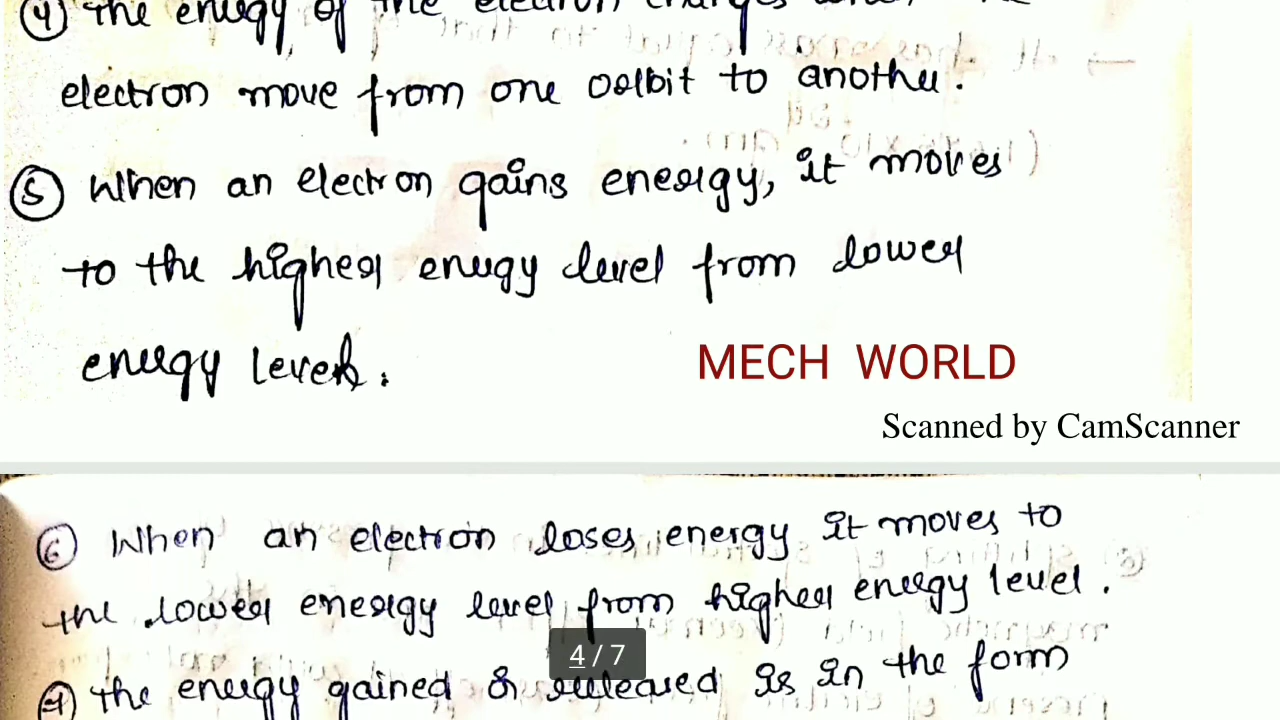 ④ The energy of the electron changes when the
electron move from one orbit to another.
⑤ When an electron gains energy, it moves
to the higher energy level from lower
energy level.
MECH WORLD
Scanned by CamScanner
⑥ When an electron loses energy it moves to
the lower energy level from higher energy level.
4 / 7
⑦ The energy gained or released is in the form